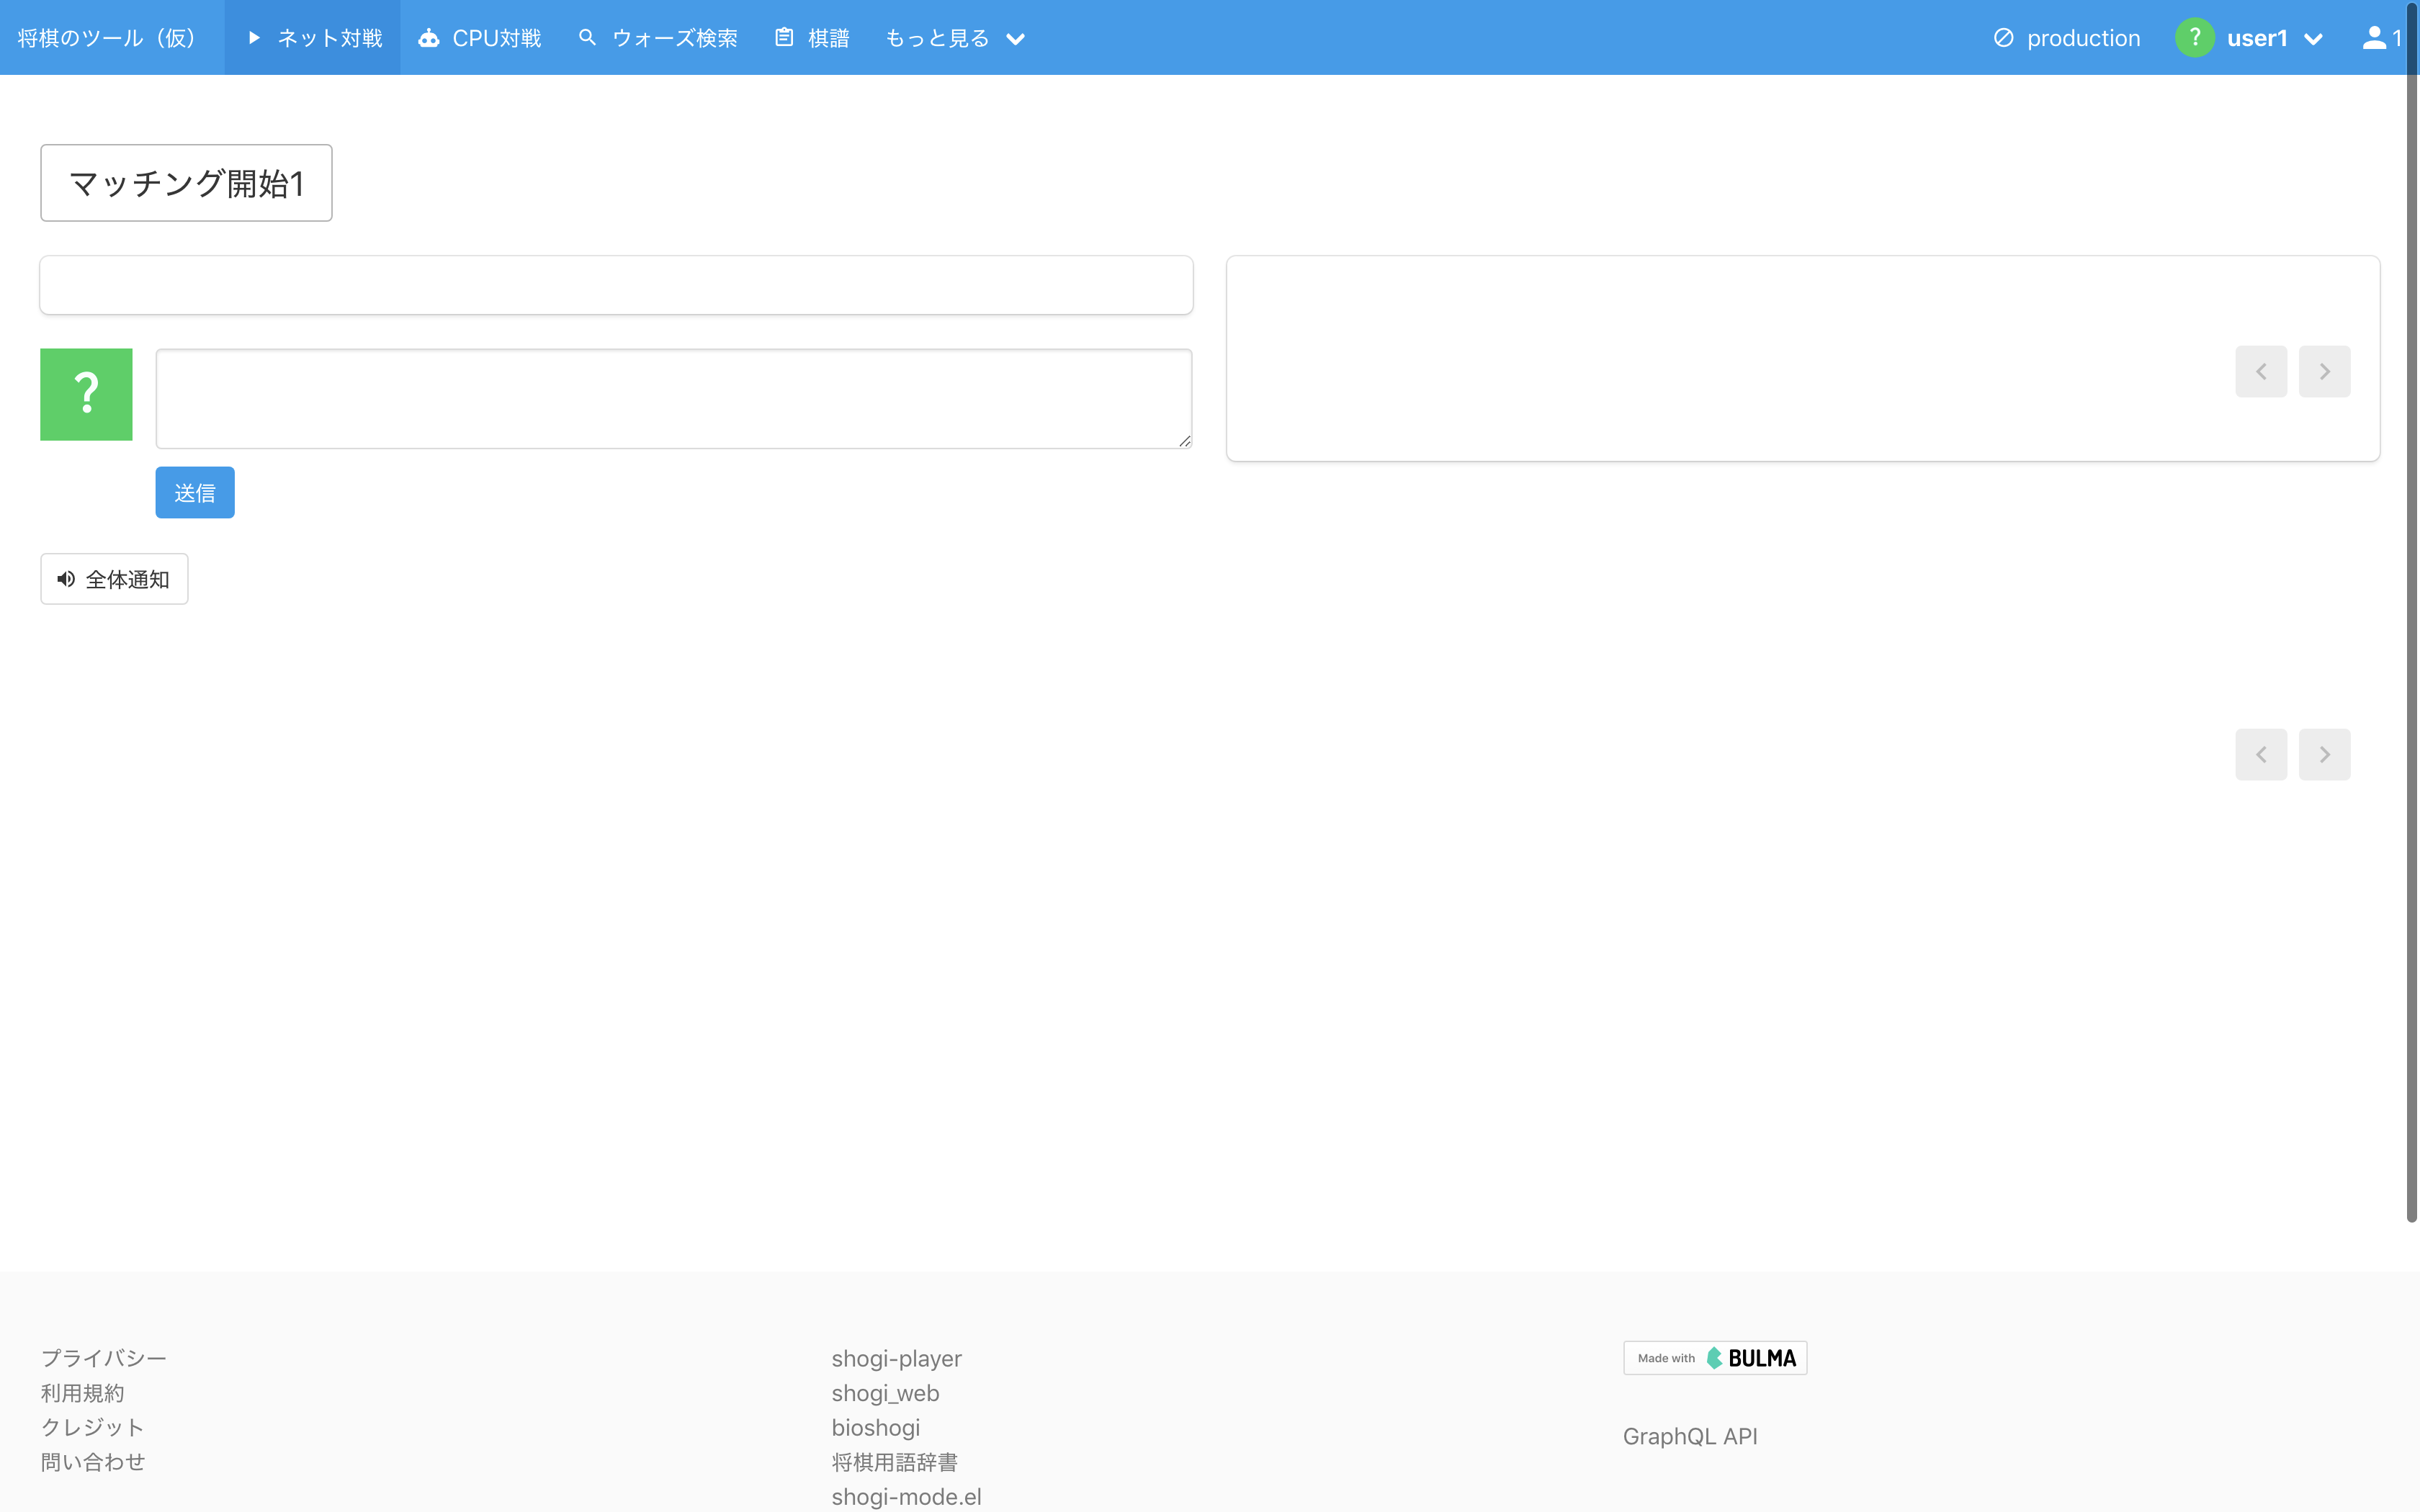 将棋のツール（仮） ネット対戦 CPU対戦 ウォーズ検索 棋譜 もっと見る production ? user1 1
マッチング開始1
?
送信
全体通知
プライバシー
利用規約
クレジット
問い合わせ
shogi-player
shogi_web
bioshogi
将棋用語辞書
shogi-mode.el
Made with BULMA
GraphQL API